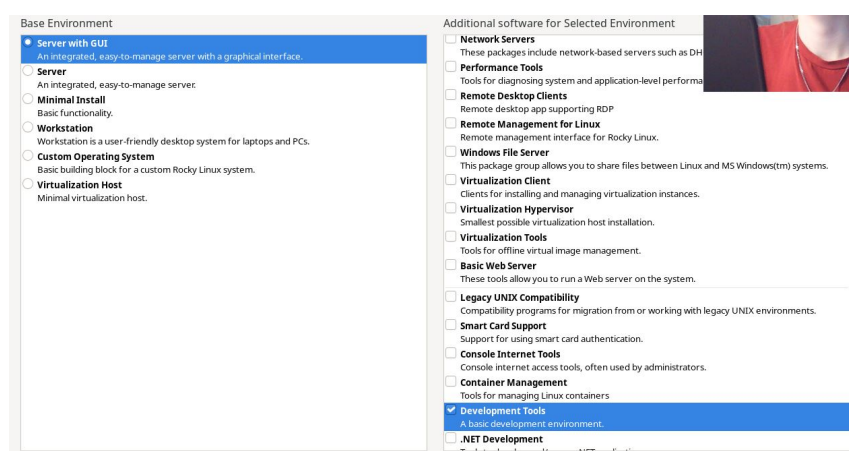 Base Environment
Server with GUI
An integrated, easy-to-manage server with a graphical interface.
Server
An integrated, easy-to-manage server.
Minimal Install
Basic functionality.
Workstation
Workstation is a user-friendly desktop system for laptops and PCs.
Custom Operating System
Basic building block for a custom Rocky Linux system.
Virtualization Host
Minimal virtualization host.
Additional software for Selected Environment
Network Servers
These packages include network-based servers such as DH
Performance Tools
Tools for diagnosing system and application-level performa
Remote Desktop Clients
Remote desktop app supporting RDP
Remote Management for Linux
Remote management interface for Rocky Linux.
Windows File Server
This package group allows you to share files between Linux and MS Windows(tm) systems.
Virtualization Client
Clients for installing and managing virtualization instances.
Virtualization Hypervisor
Smallest possible virtualization host installation.
Virtualization Tools
Tools for offline virtual image management.
Basic Web Server
These tools allow you to run a Web server on the system.
Legacy UNIX Compatibility
Compatibility programs for migration from or working with legacy UNIX environments.
Smart Card Support
Support for using smart card authentication.
Console Internet Tools
Console internet access tools, often used by administrators.
Container Management
Tools for managing Linux containers
Development Tools
A basic development environment.
.NET Development